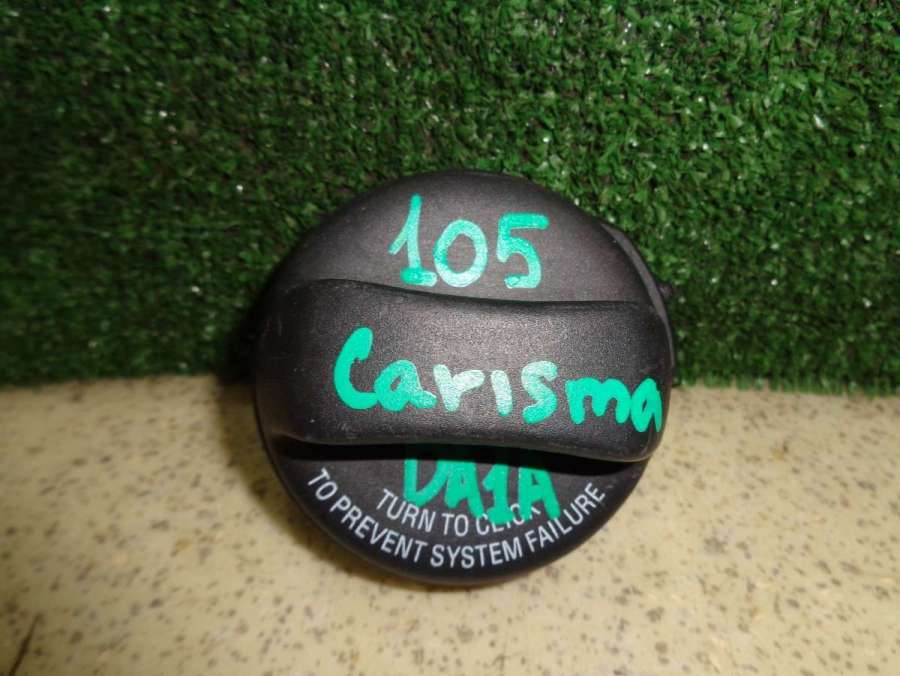 105
Carisma
DA1A
TURN TO CLICK
TO PREVENT SYSTEM FAILURE